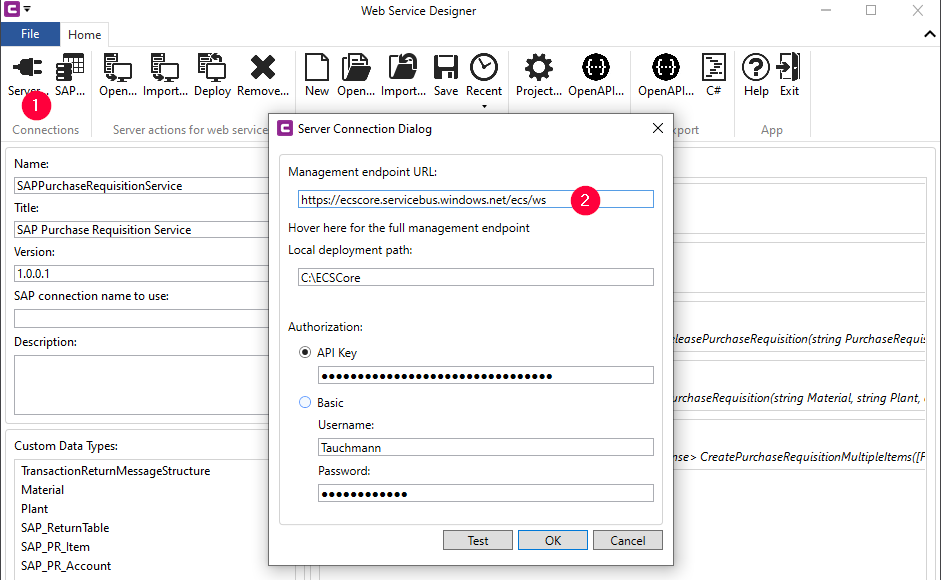 Web Service Designer
File
Home
Server...
SAP...
Open...
Import...
Deploy
Remove...
New
Open...
Import...
Save
Recent
Project...
OpenAPI...
OpenAPI...
C#
Help
Exit
1
Connections
Server actions for web service
port
App
Name:
SAPPurchaseRequisitionService
Title:
SAP Purchase Requisition Service
Version:
1.0.0.1
SAP connection name to use:
Description:
Custom Data Types:
TransactionReturnMessageStructure
Material
Plant
SAP_ReturnTable
SAP_PR_Item
SAP_PR_Account
Server Connection Dialog
Management endpoint URL:
https://ecscore.servicebus.windows.net/ecs/ws
2
Hover here for the full management endpoint
Local deployment path:
C:\ECSCore
Authorization:
API Key
●●●●●●●●●●●●●●●●●●●●●●●●●●●●●●●●
Basic
Username:
Tauchmann
Password:
●●●●●●●●●●●●
Test
OK
Cancel
leasePurchaseRequisition(string PurchaseRequis
urchaseRequisition(string Material, string Plant,
nse> CreatePurchaseRequisitionMultipleItems([F